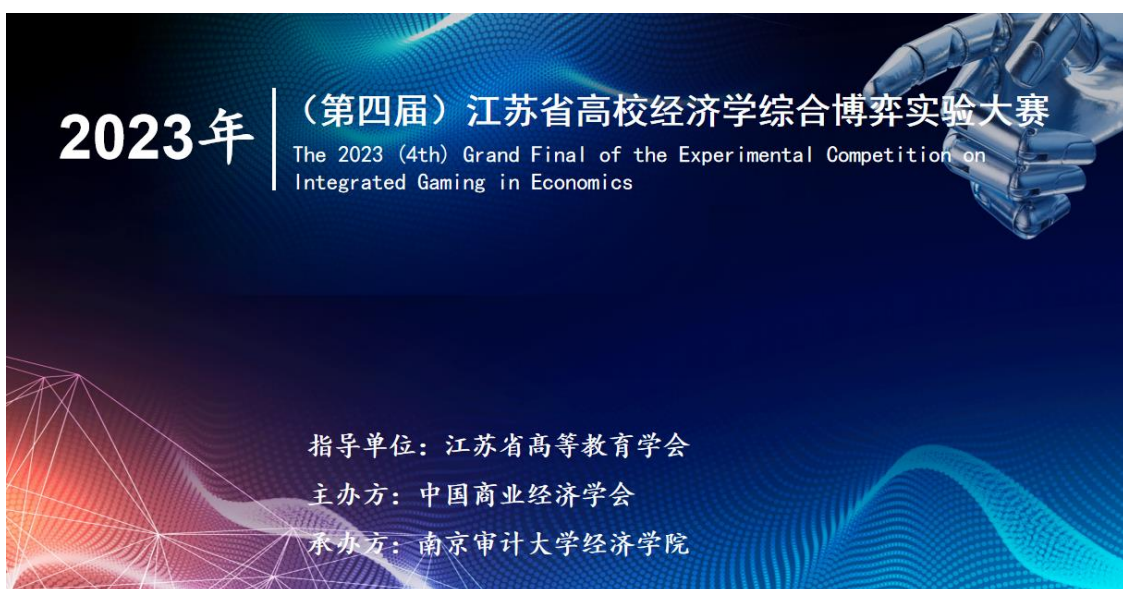 2023年
（第四届）江苏省高校经济学综合博弈实验大赛
The 2023 (4th) Grand Final of the Experimental Competition on
Integrated Gaming in Economics
指导单位：江苏省高等教育学会
主办方：中国商业经济学会
承办方：南京审计大学经济学院